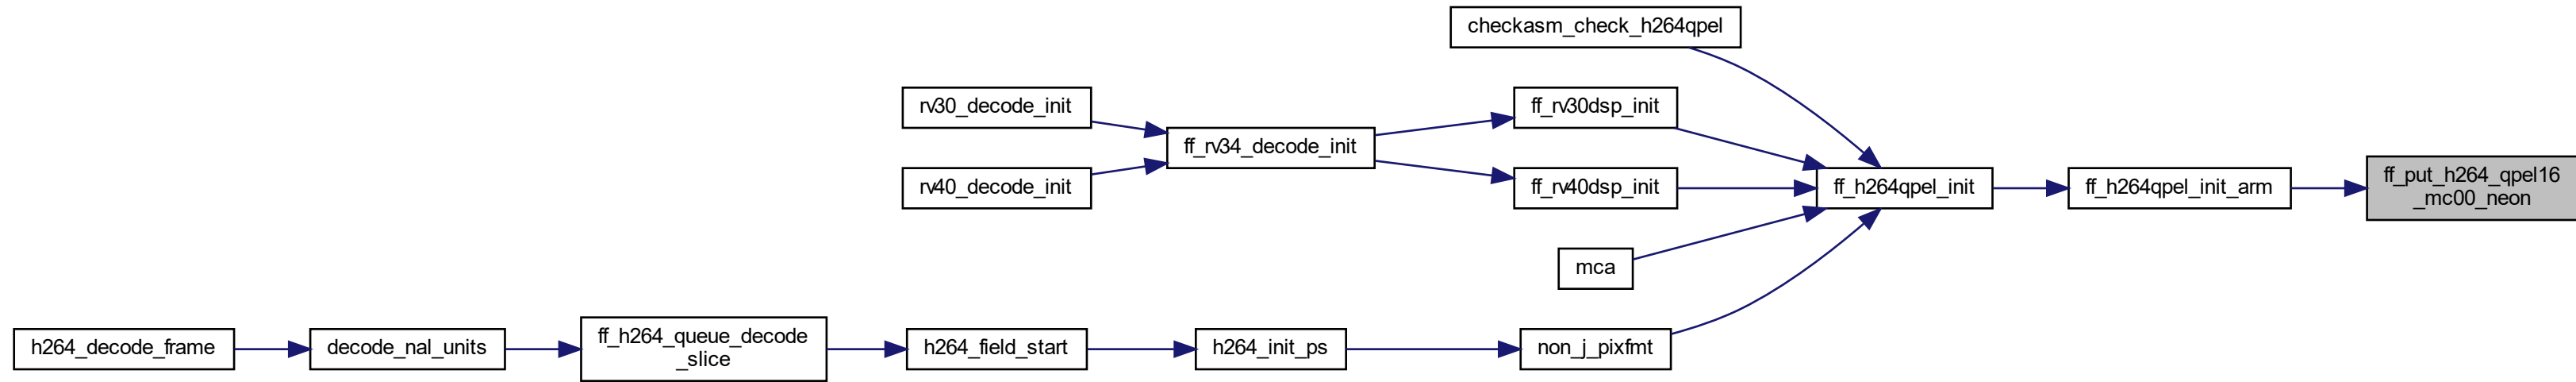 checkasm_check_h264qpel
rv30_decode_init
ff_rv30dsp_init
ff_rv34_decode_init
ff_put_h264_qpel16
_mc00_neon
rv40_decode_init
ff_rv40dsp_init
ff_h264qpel_init
ff_h264qpel_init_arm
mca
h264_decode_frame
decode_nal_units
ff_h264_queue_decode
_slice
h264_field_start
h264_init_ps
non_j_pixfmt